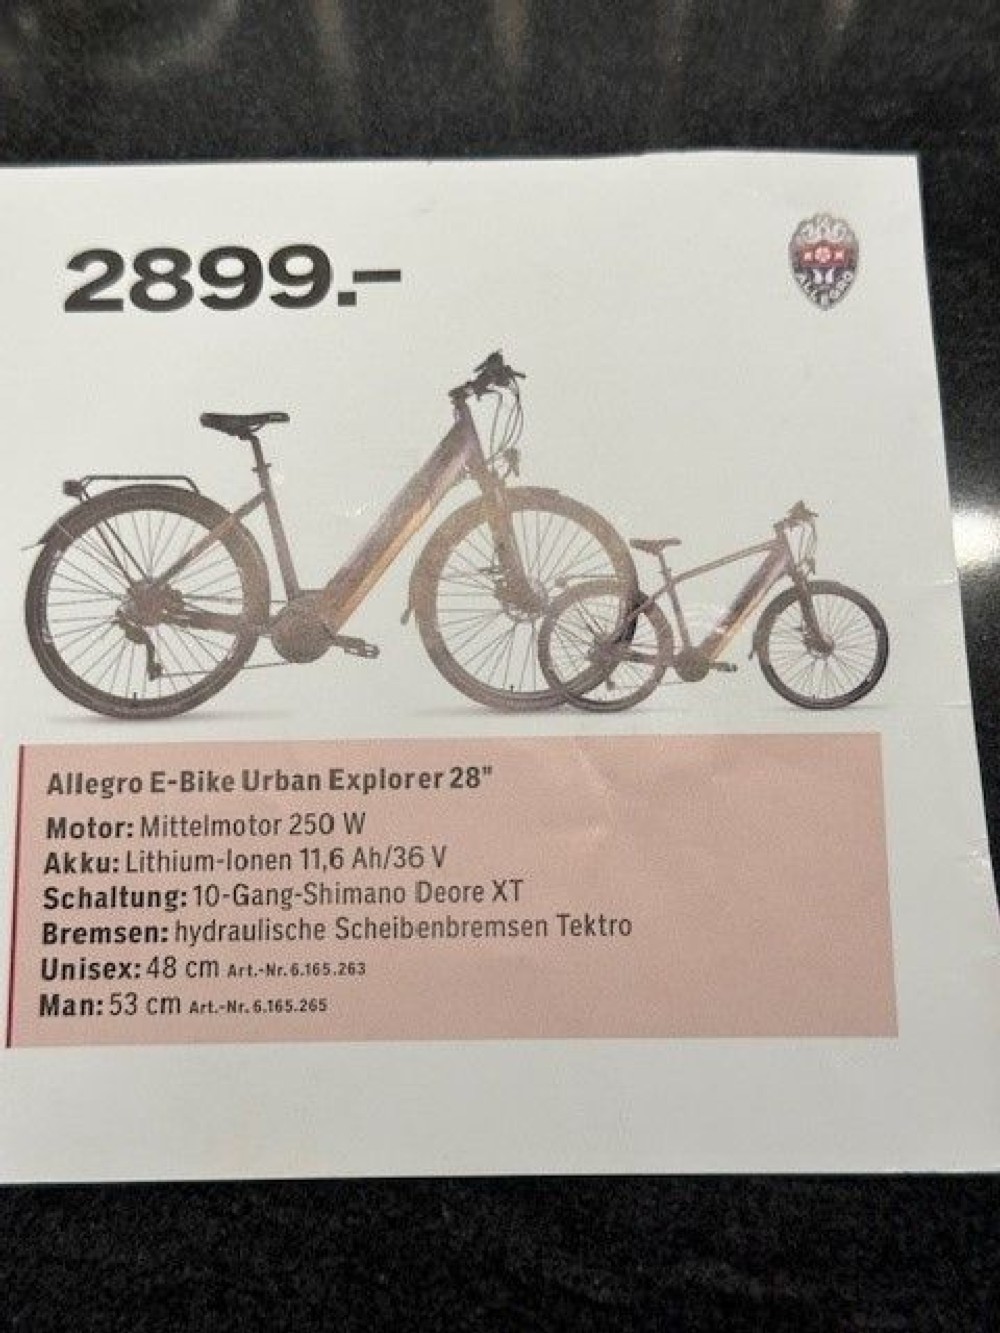 2899.–
ALLEGRO
Allegro E-Bike Urban Explorer 28"
Motor: Mittelmotor 250 W
Akku: Lithium-Ionen 11,6 Ah/36 V
Schaltung: 10-Gang-Shimano Deore XT
Bremsen: hydraulische Scheibenbremsen Tektro
Unisex: 48 cm Art.-Nr. 6.165.263
Man: 53 cm Art.-Nr. 6.165.265